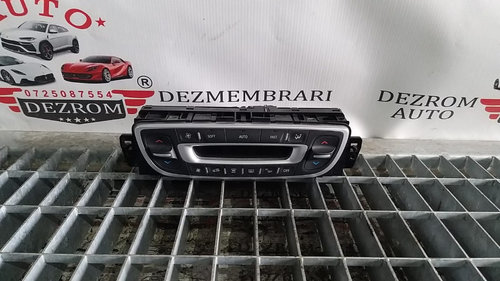 AUTO
0725087554
DEZROM
®
DEZMEMBRARI
DEZROM
AUTO
SOFT
AUTO
FAST
OFF